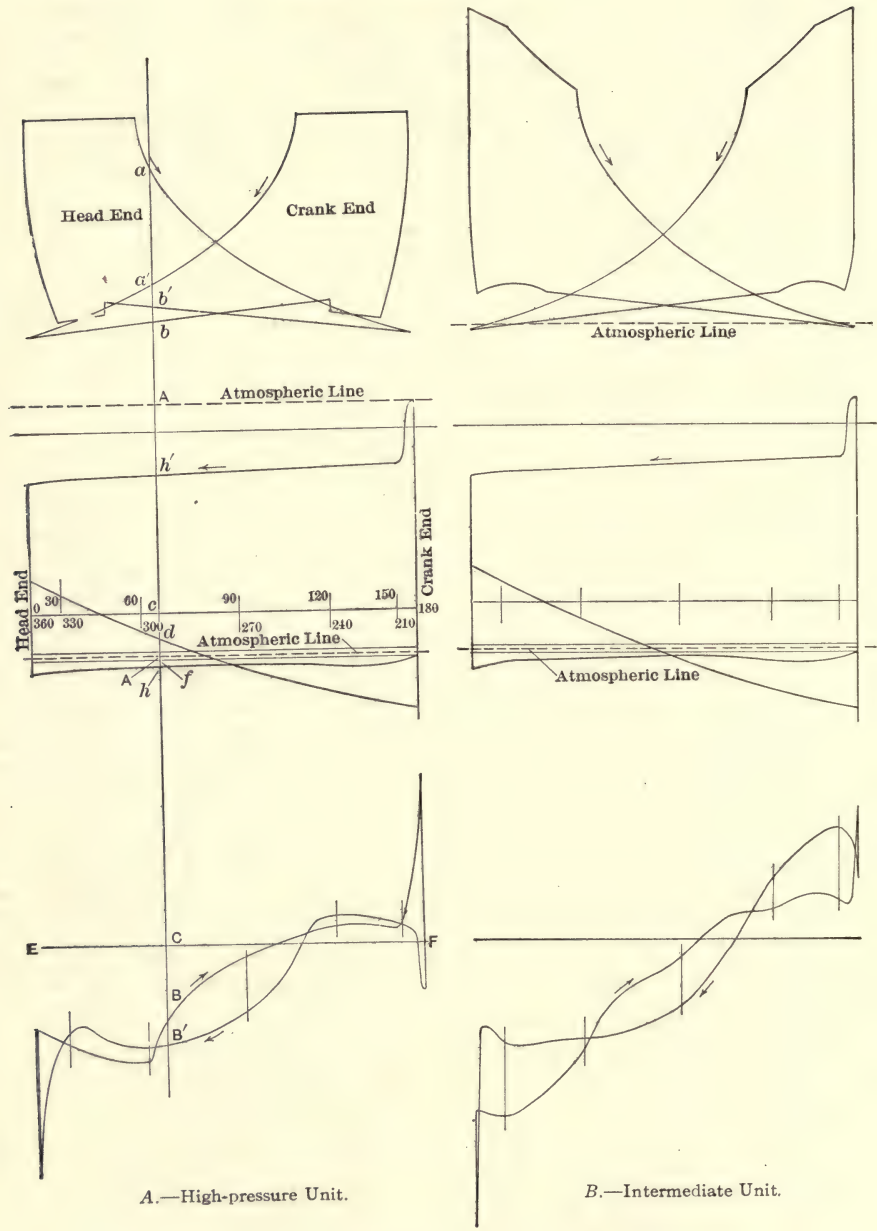 a
Head End
Crank End
a'
b'
b
Atmospheric Line
A
Atmospheric Line
h'
Head End
Crank End
0 30 60 c 90 120 150 180
360 330 300 270 240 210
d
Atmospheric Line
A f
h
Atmospheric Line
E C F
B
B'
A.—High-pressure Unit.
B.—Intermediate Unit.